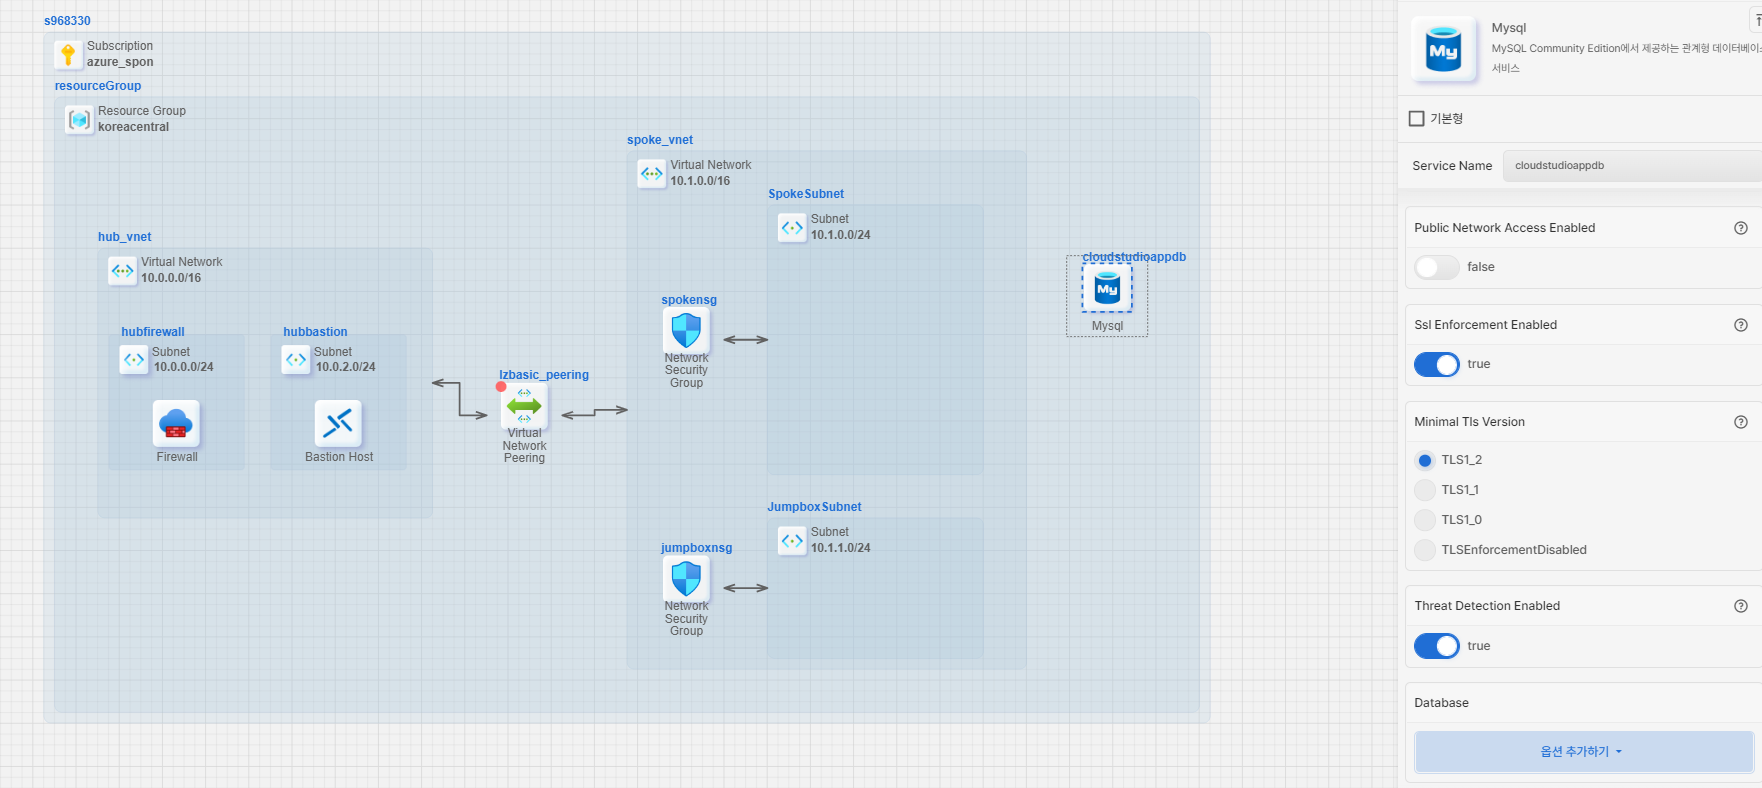 s968330
Subscription
azure_spon
resourceGroup
Resource Group
koreacentral
hub_vnet
Virtual Network
10.0.0.0/16
hubfirewall
Subnet
10.0.0.0/24
Firewall
hubbastion
Subnet
10.0.2.0/24
Bastion Host
lzbasic_peering
Virtual
Network
Peering
spoke_vnet
Virtual Network
10.1.0.0/16
SpokeSubnet
Subnet
10.1.0.0/24
spokensg
Network
Security
Group
JumpboxSubnet
Subnet
10.1.1.0/24
jumpboxnsg
Network
Security
Group
cloudstudioappdb
My
Mysql
My
Mysql
MySQL Community Edition에서 제공하는 관계형 데이터베이스
서비스
기본형
Service Name
cloudstudioappdb
Public Network Access Enabled
?
false
Ssl Enforcement Enabled
?
true
Minimal Tls Version
?
TLS1_2
TLS1_1
TLS1_0
TLSEnforcementDisabled
Threat Detection Enabled
?
true
Database
옵션 추가하기